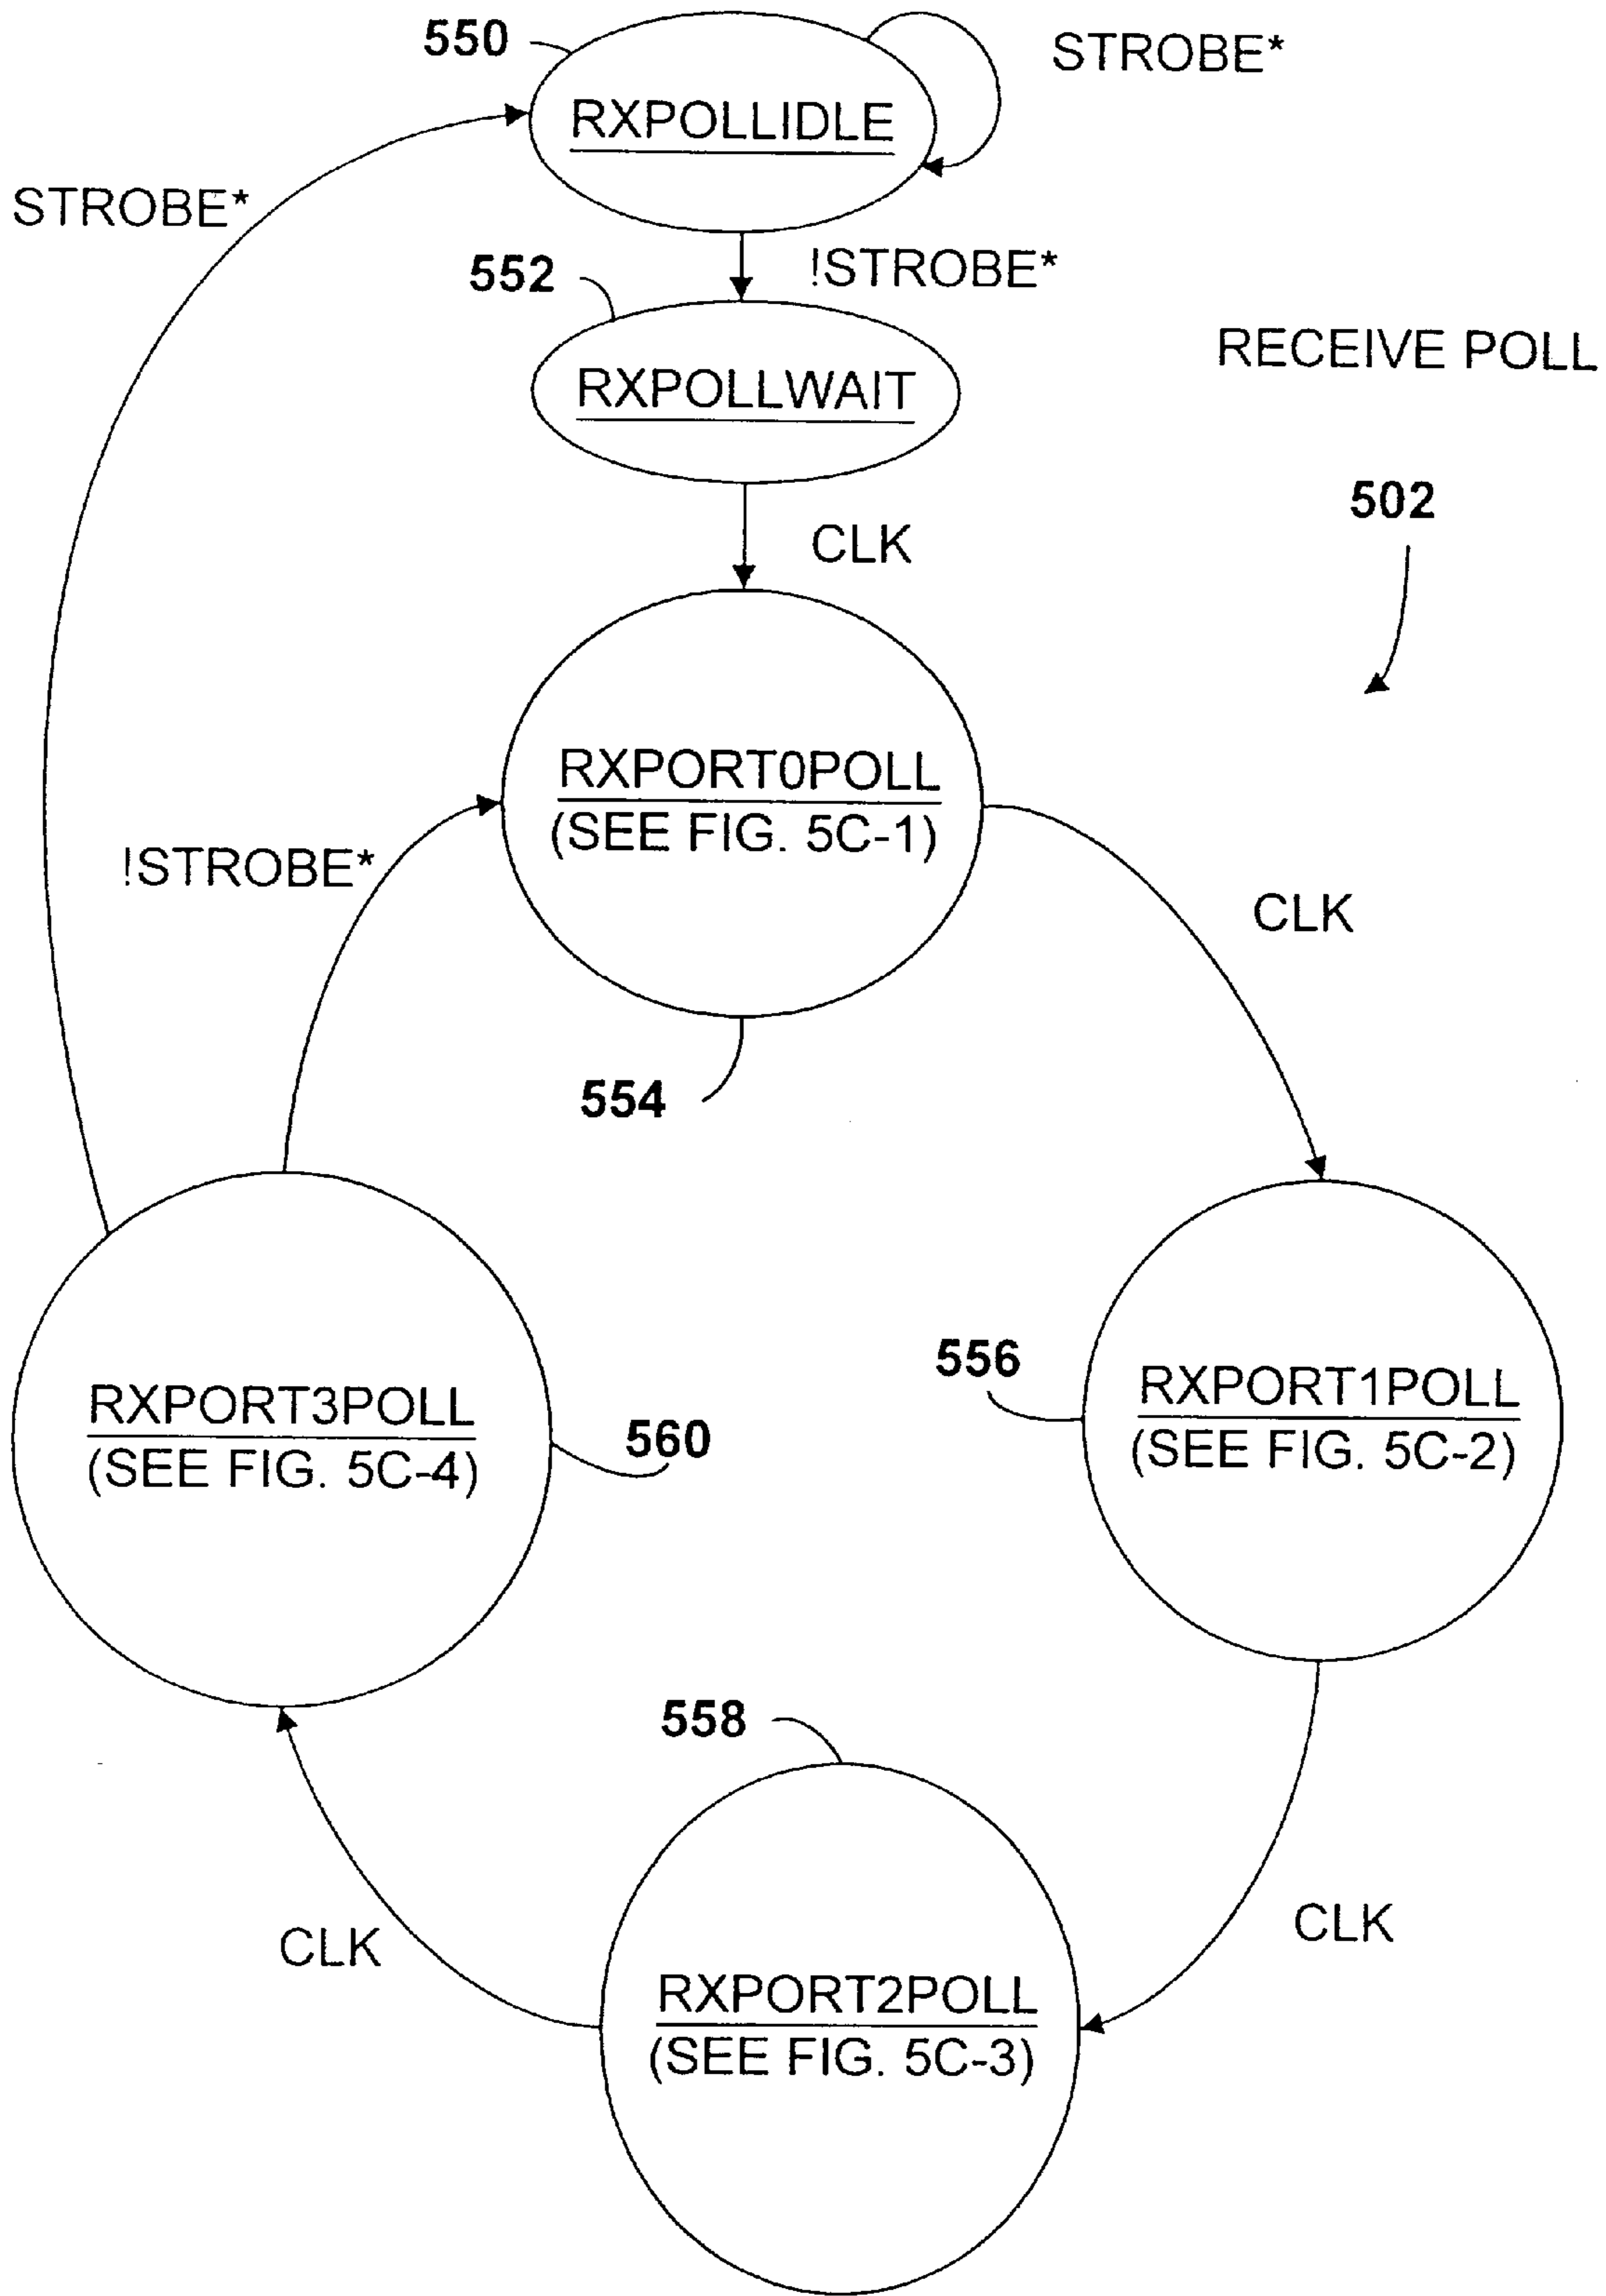 550
STROBE*
RXPOLLIDLE
STROBE*
!STROBE*
552
RECEIVE POLL
RXPOLLWAIT
502
CLK
RXPORT0POLL
(SEE FIG. 5C-1)
!STROBE*
CLK
554
556
RXPORT1POLL
(SEE FIG. 5C-2)
RXPORT3POLL
(SEE FIG. 5C-4)
560
558
CLK
CLK
RXPORT2POLL
(SEE FIG. 5C-3)